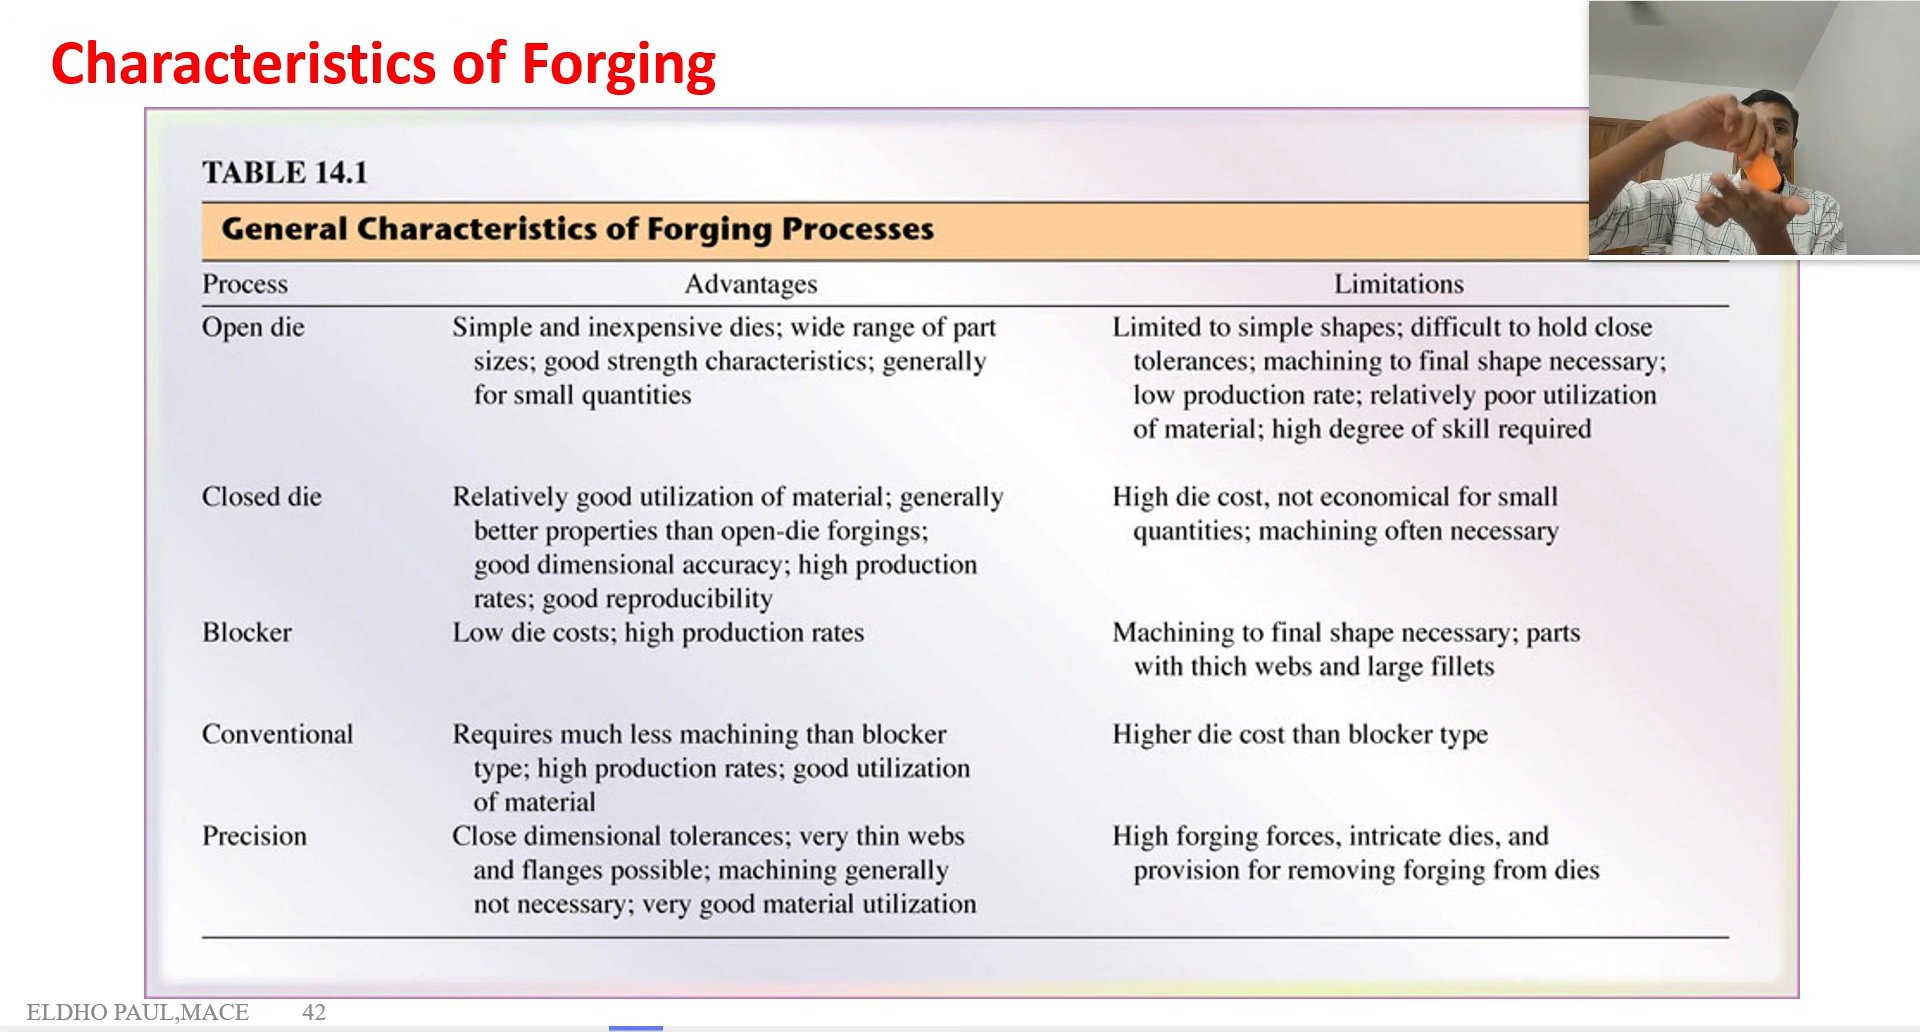 Characteristics of Forging
TABLE 14.1
General Characteristics of Forging Processes
Process Advantages Limitations
Open die Simple and inexpensive dies; wide range of part Limited to simple shapes; difficult to hold close
sizes; good strength characteristics; generally tolerances; machining to final shape necessary;
for small quantities low production rate; relatively poor utilization
of material; high degree of skill required
Closed die Relatively good utilization of material; generally High die cost, not economical for small
better properties than open-die forgings; quantities; machining often necessary
good dimensional accuracy; high production
rates; good reproducibility
Blocker Low die costs; high production rates Machining to final shape necessary; parts
with thich webs and large fillets
Conventional Requires much less machining than blocker Higher die cost than blocker type
type; high production rates; good utilization
of material
Precision Close dimensional tolerances; very thin webs High forging forces, intricate dies, and
and flanges possible; machining generally provision for removing forging from dies
not necessary; very good material utilization
ELDHO PAUL,MACE 42